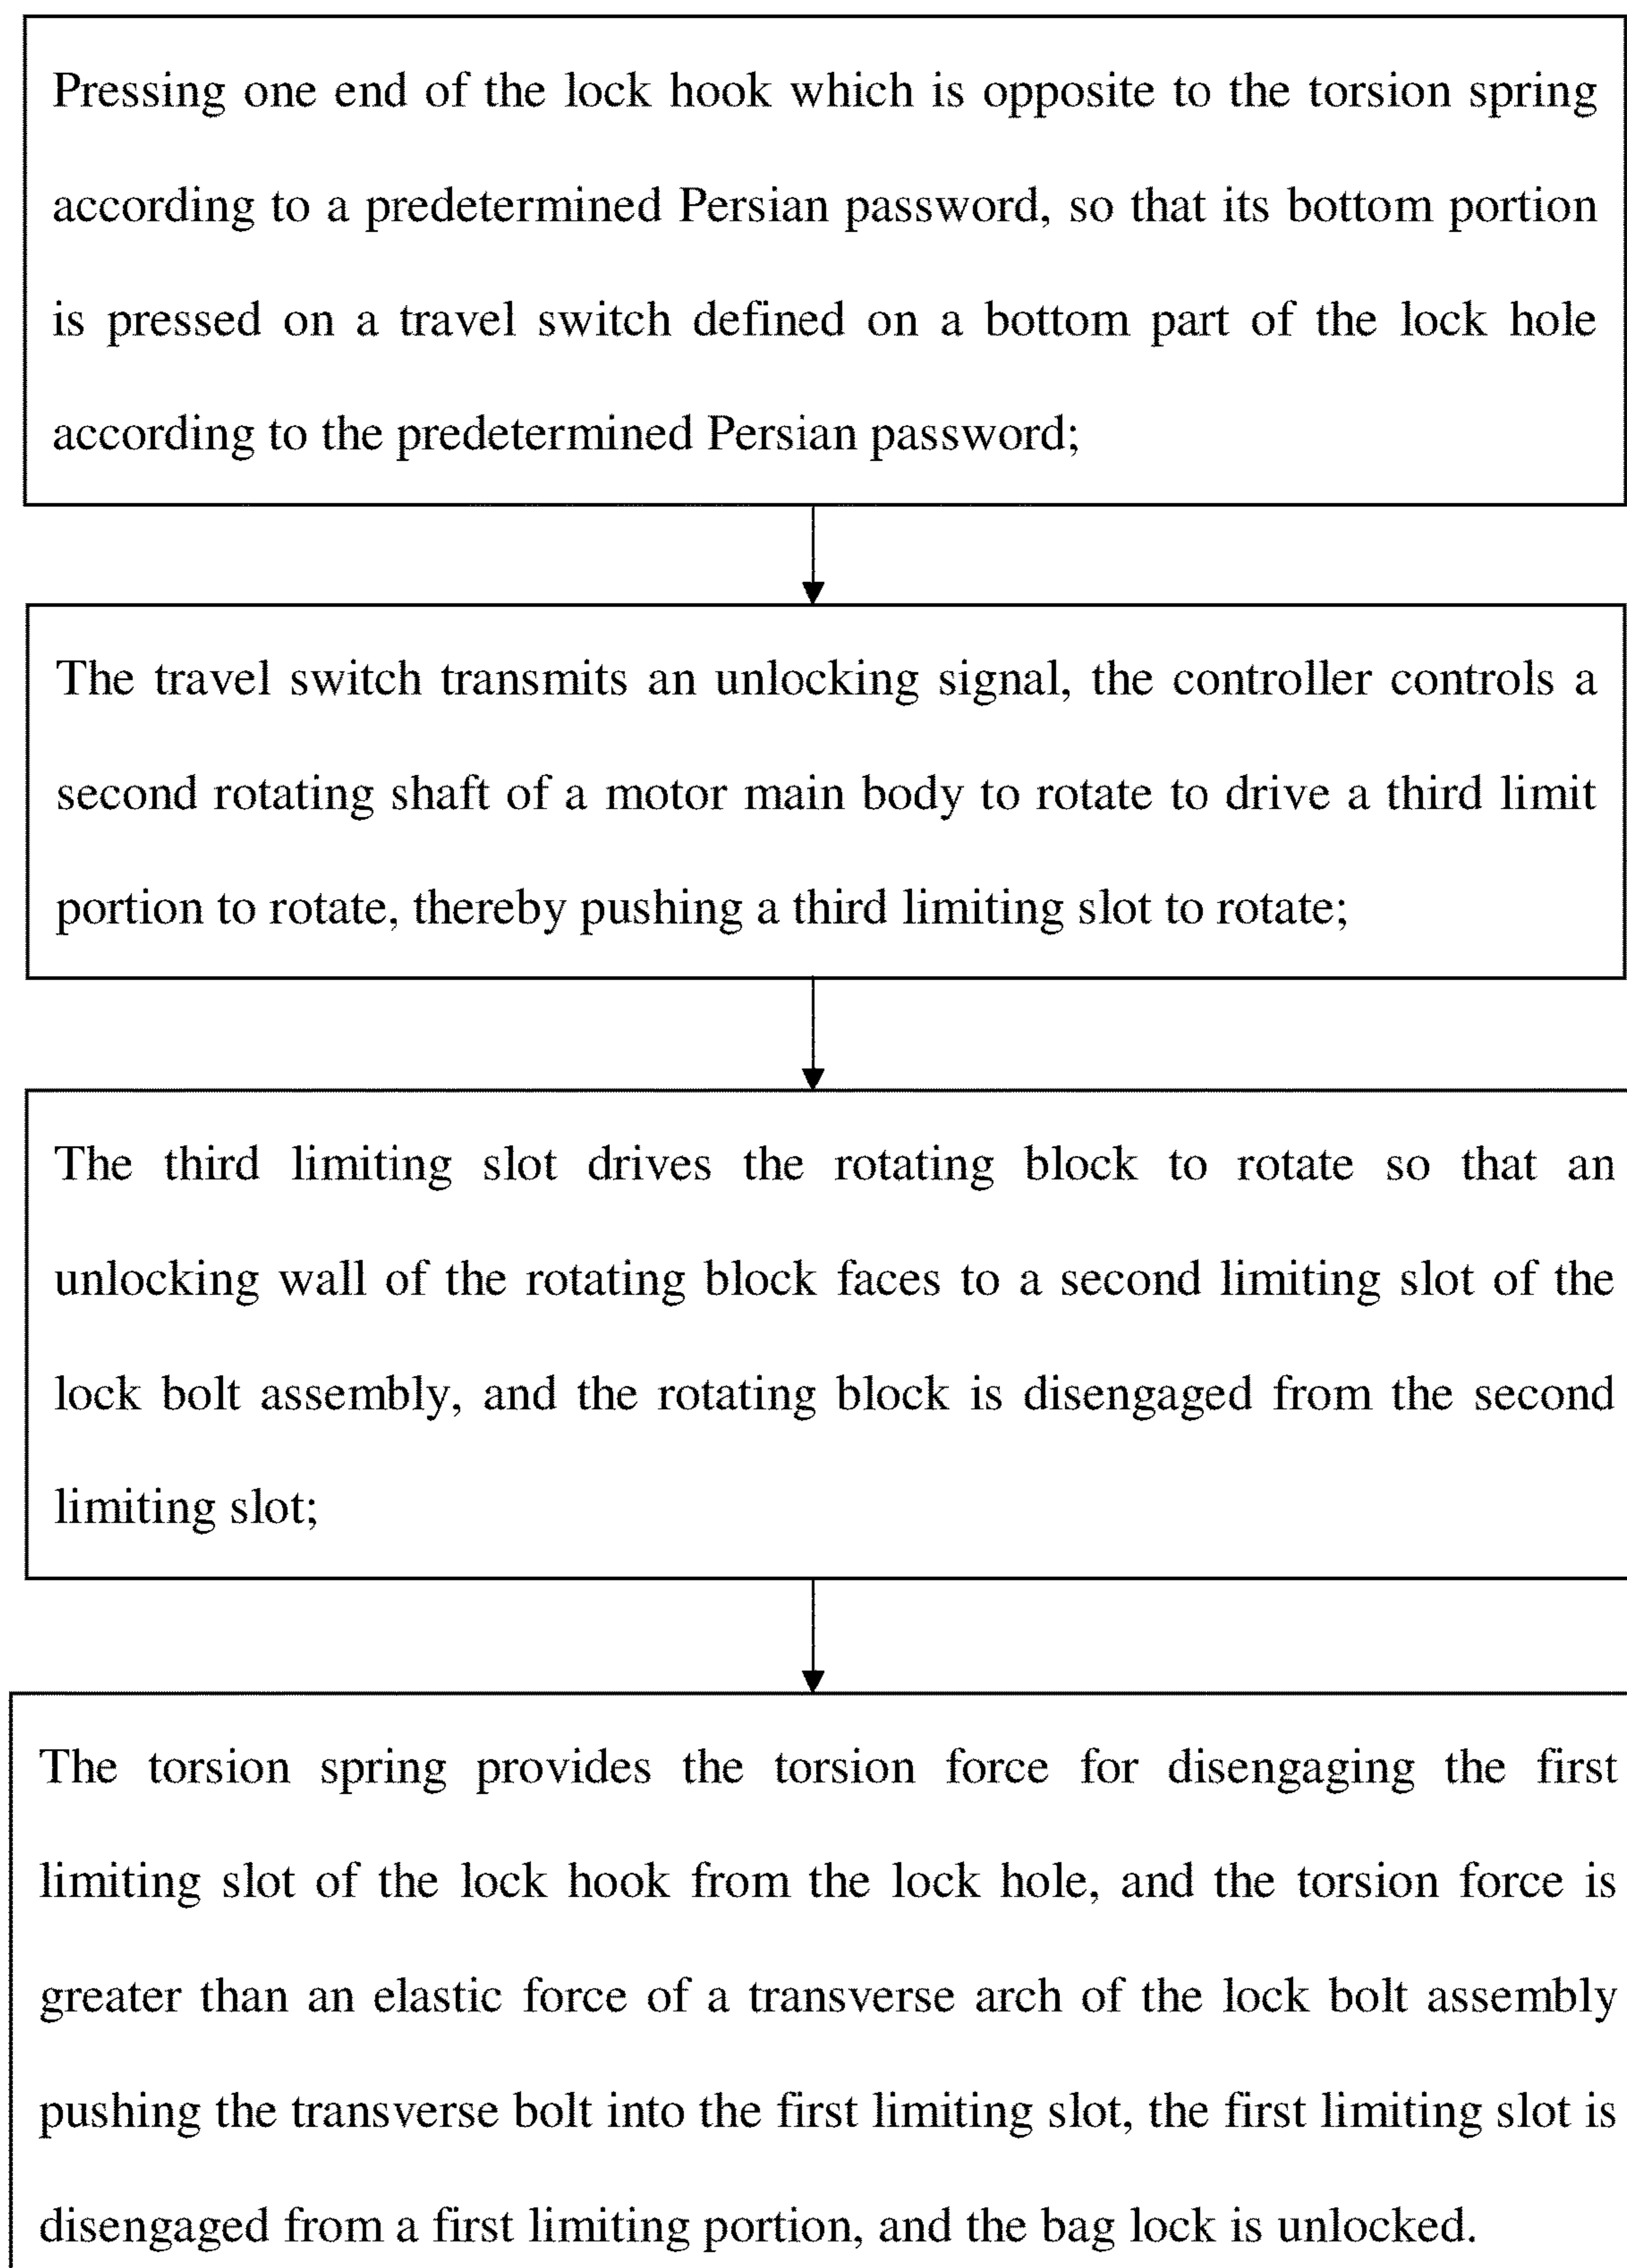 Pressing one end of the lock hook which is opposite to the torsion spring
according to a predetermined Persian password, so that its bottom portion
is pressed on a travel switch defined on a bottom part of the lock hole
according to the predetermined Persian password;
The travel switch transmits an unlocking signal, the controller controls a
second rotating shaft of a motor main body to rotate to drive a third limit
portion to rotate, thereby pushing a third limiting slot to rotate;
The third limiting slot drives the rotating block to rotate so that an
unlocking wall of the rotating block faces to a second limiting slot of the
lock bolt assembly, and the rotating block is disengaged from the second
limiting slot;
The torsion spring provides the torsion force for disengaging the first
limiting slot of the lock hook from the lock hole, and the torsion force is
greater than an elastic force of a transverse arch of the lock bolt assembly
pushing the transverse bolt into the first limiting slot, the first limiting slot is
disengaged from a first limiting portion, and the bag lock is unlocked.